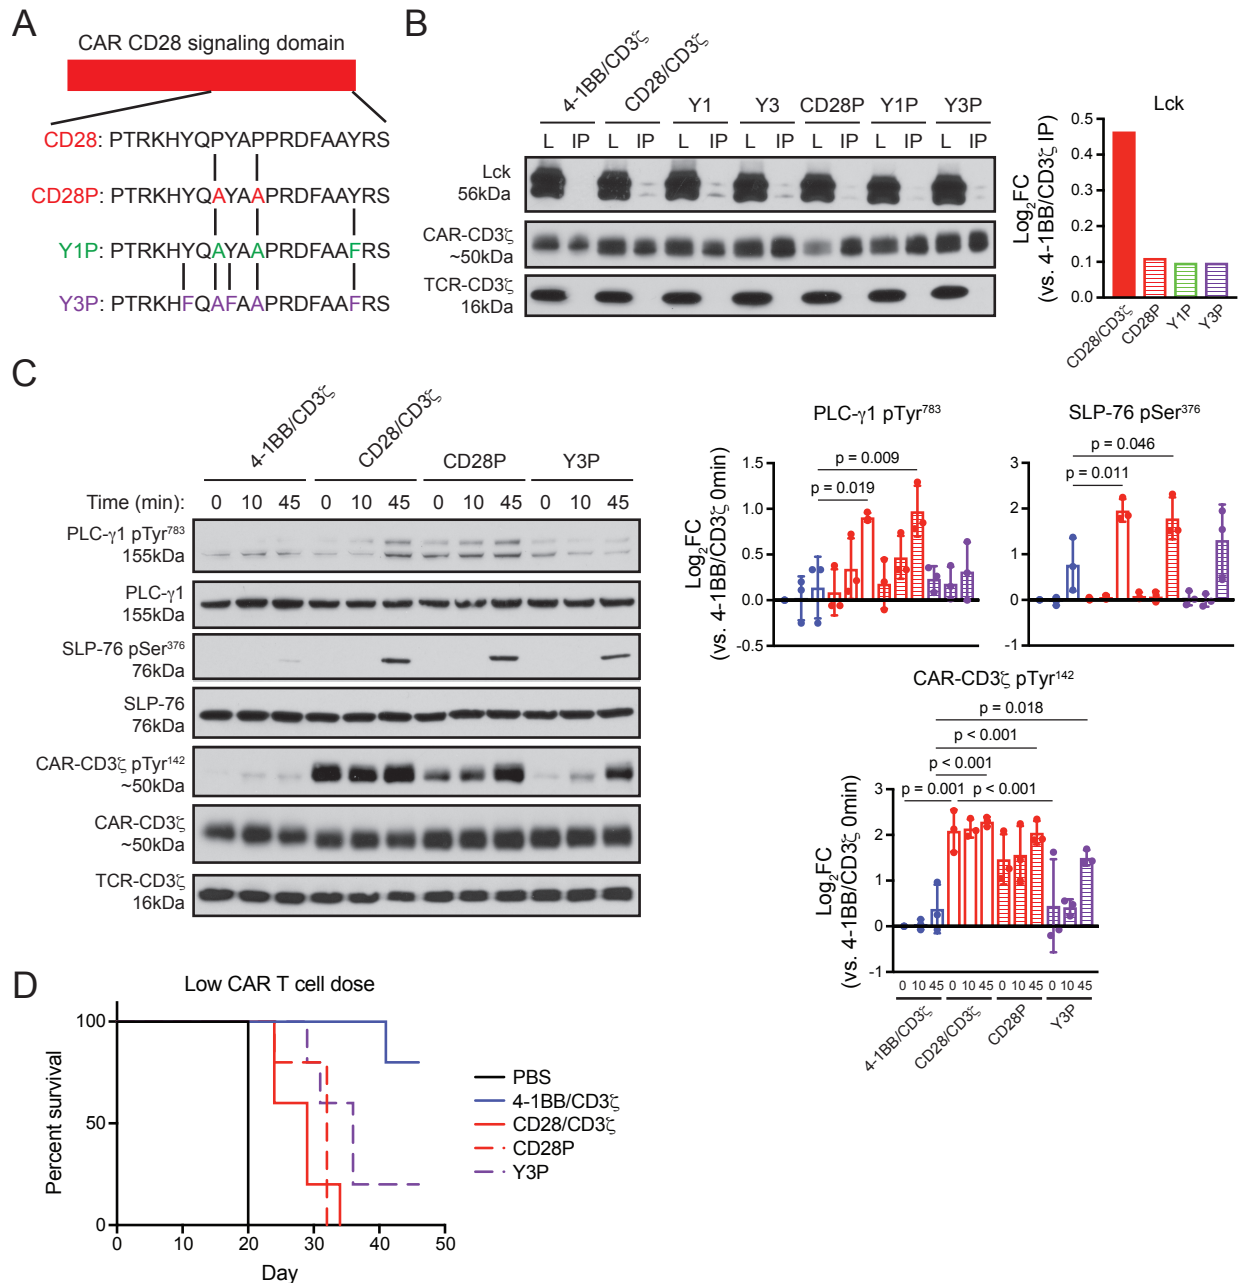 A
CAR CD28 signaling domain
CD28: PTRKHYQPYAPPRDFAAYRS
CD28P: PTRKHYQAYAAPRDFAAYRS
Y1P: PTRKHYQAYAAPRDFAAFRS
Y3P: PTRKHFQAFAAPRDFAAFRS
B
4-1BB/CD3ζ
CD28/CD3ζ
Y1 Y3 CD28P Y1P Y3P
L IP L IP L IP L IP L IP L IP L IP
Lck
56kDa
CAR-CD3ζ
~50kDa
TCR-CD3ζ
16kDa
Lck
Log₂FC
(vs. 4-1BB/CD3ζ IP)
0.5
0.4
0.3
0.2
0.1
0.0
CD28/CD3ζ
CD28P
Y1P
Y3P
C
4-1BB/CD3ζ
CD28/CD3ζ
CD28P
Y3P
Time (min): 0 10 45 0 10 45 0 10 45 0 10 45
PLC-γ1 pTyr⁷⁸³
155kDa
PLC-γ1
155kDa
SLP-76 pSer³⁷⁶
76kDa
SLP-76
76kDa
CAR-CD3ζ pTyr¹⁴²
~50kDa
CAR-CD3ζ
~50kDa
TCR-CD3ζ
16kDa
PLC-γ1 pTyr⁷⁸³
p = 0.009
p = 0.019
Log₂FC
(vs. 4-1BB/CD3ζ 0min)
1.5
1.0
0.5
0.0
-0.5
SLP-76 pSer³⁷⁶
p = 0.046
p = 0.011
3
2
1
0
-1
CAR-CD3ζ pTyr¹⁴²
p = 0.018
p < 0.001
p < 0.001
p = 0.001 p < 0.001
Log₂FC
(vs. 4-1BB/CD3ζ 0min)
3
2
1
0
-1
0 10 45 0 10 45 0 10 45 0 10 45
4-1BB/CD3ζ
CD28/CD3ζ
CD28P
Y3P
D
Low CAR T cell dose
Percent survival
100
50
0
0 10 20 30 40 50
Day
PBS
4-1BB/CD3ζ
CD28/CD3ζ
CD28P
Y3P